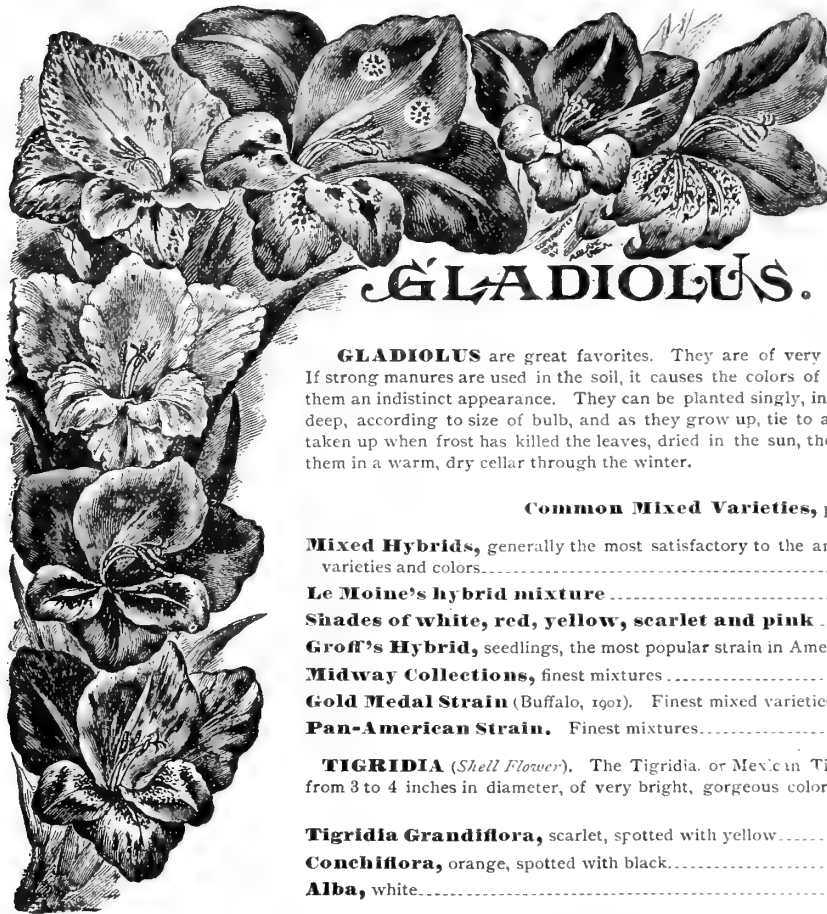 COPYRIGHTED
BY
GLADIOLUS.
GLADIOLUS are great favorites. They are of very
If strong manures are used in the soil, it causes the colors of
them an indistinct appearance. They can be planted singly, in
deep, according to size of bulb, and as they grow up, tie to a
taken up when frost has killed the leaves, dried in the sun, the
them in a warm, dry cellar through the winter.
Common Mixed Varieties, p
Mixed Hybrids, generally the most satisfactory to the a
varieties and colors
Le Moine's hybrid mixture
Shades of white, red, yellow, scarlet and pink
Groff's Hybrid, seedlings, the most popular strain in Ame
Midway Collections, finest mixtures
Gold Medal Strain (Buffalo, 1901). Finest mixed varietie
Pan-American Strain. Finest mixtures
TIGRIDIA (Shell Flower). The Tigridia. or Mexican Ti
from 3 to 4 inches in diameter, of very bright, gorgeous color
Tigridia Grandiflora, scarlet, spotted with yellow
Conchiflora, orange, spotted with black
Alba, white